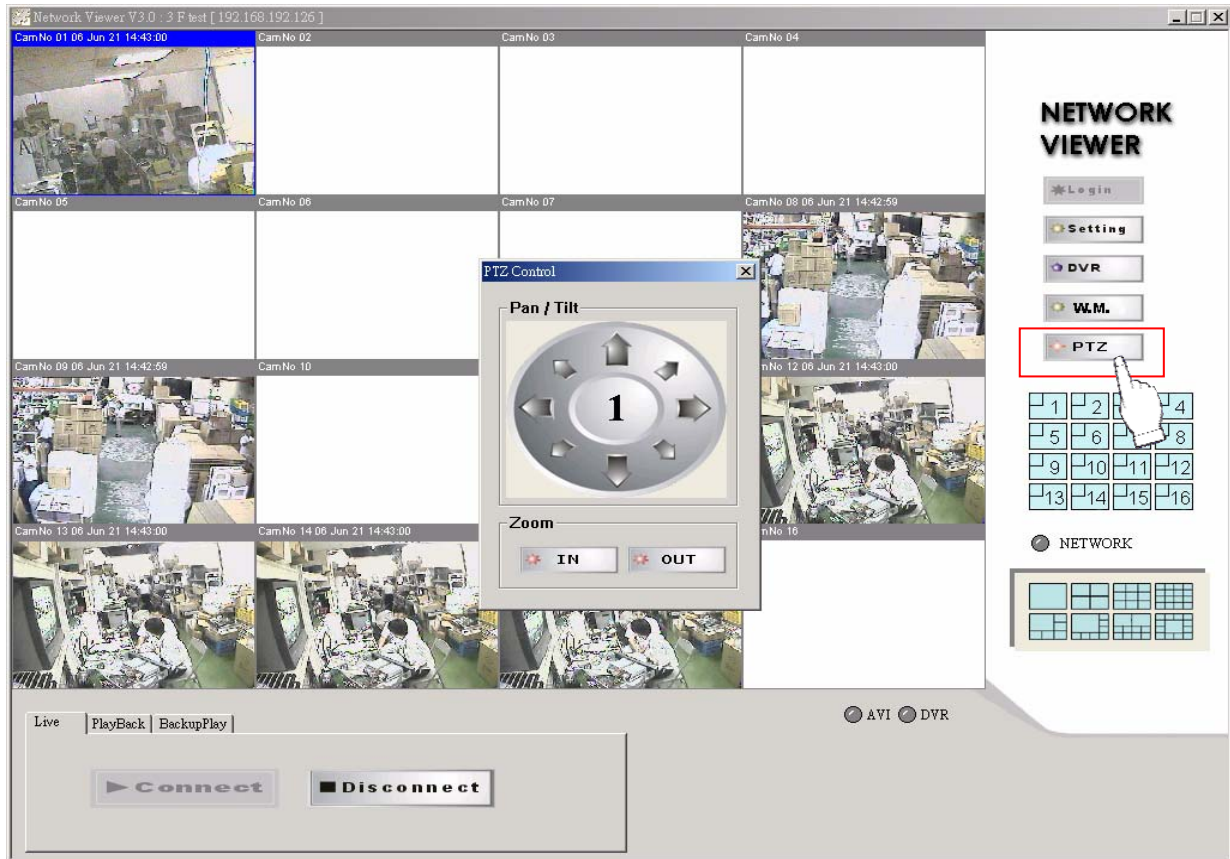 Network Viewer V3.0 : 3 F test [ 192.168.192.126 ]
CamNo 01 06 Jun 21 14:43:00
CamNo 02
CamNo 03
CamNo 04
NETWORK
VIEWER
Login
Setting
DVR
W.M.
PTZ
CamNo 05
CamNo 06
CamNo 07
CamNo 08 06 Jun 21 14:42:59
PTZ Control
Pan / Tilt
1
Zoom
IN
OUT
CamNo 09 06 Jun 21 14:42:59
CamNo 10
mNo 12 06 Jun 21 14:43:00
1 2 4
5 6 8
9 10 11 12
13 14 15 16
NETWORK
CamNo 13 06 Jun 21 14:43:00
CamNo 14 06 Jun 21 14:43:00
mNo 16
Live
PlayBack
BackupPlay
AVI
DVR
Connect
Disconnect